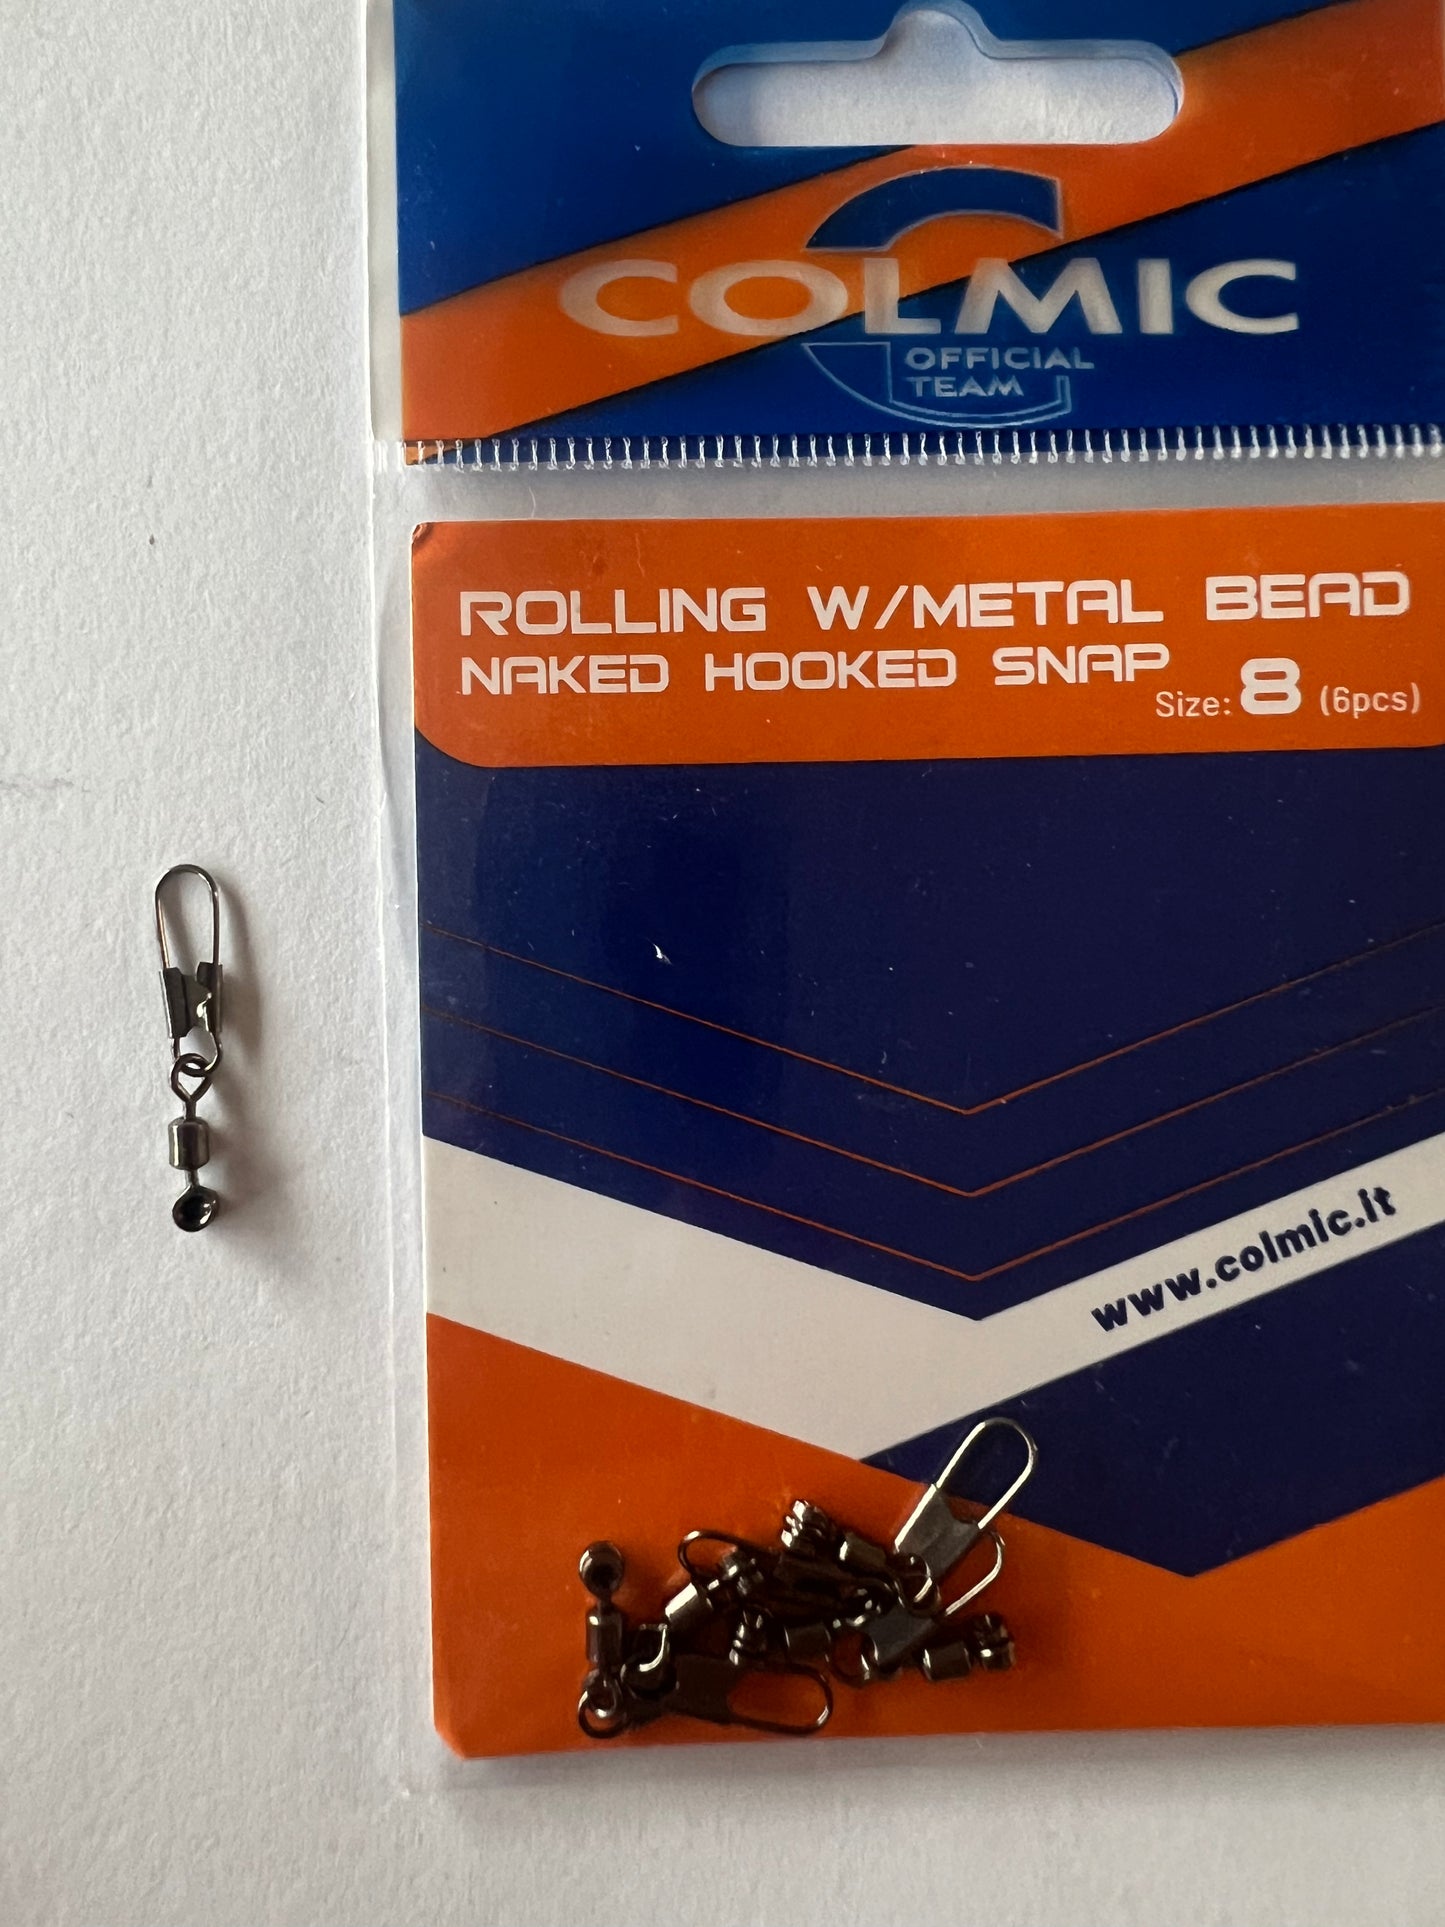 COLMIC
OFFICIAL
TEAM
ROLLING W/METAL BEAD
NAKED HOOKED SNAP
Size: 8 (6pcs)
www.colmic.it